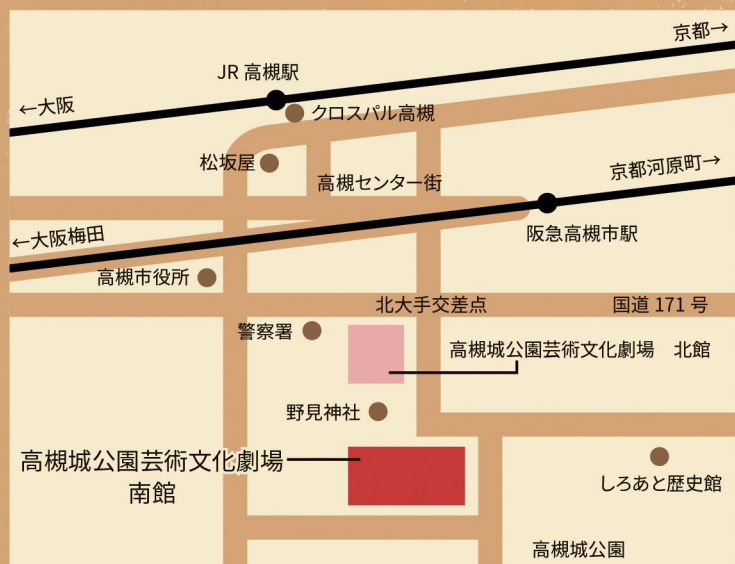 京都→
JR 高槻駅
←大阪
クロスパル高槻
松坂屋
高槻センター街
京都河原町→
←大阪梅田
阪急高槻市駅
高槻市役所
北大手交差点
国道 171 号
警察署
高槻城公園芸術文化劇場　北館
野見神社
高槻城公園芸術文化劇場
南館
しろあと歴史館
高槻城公園